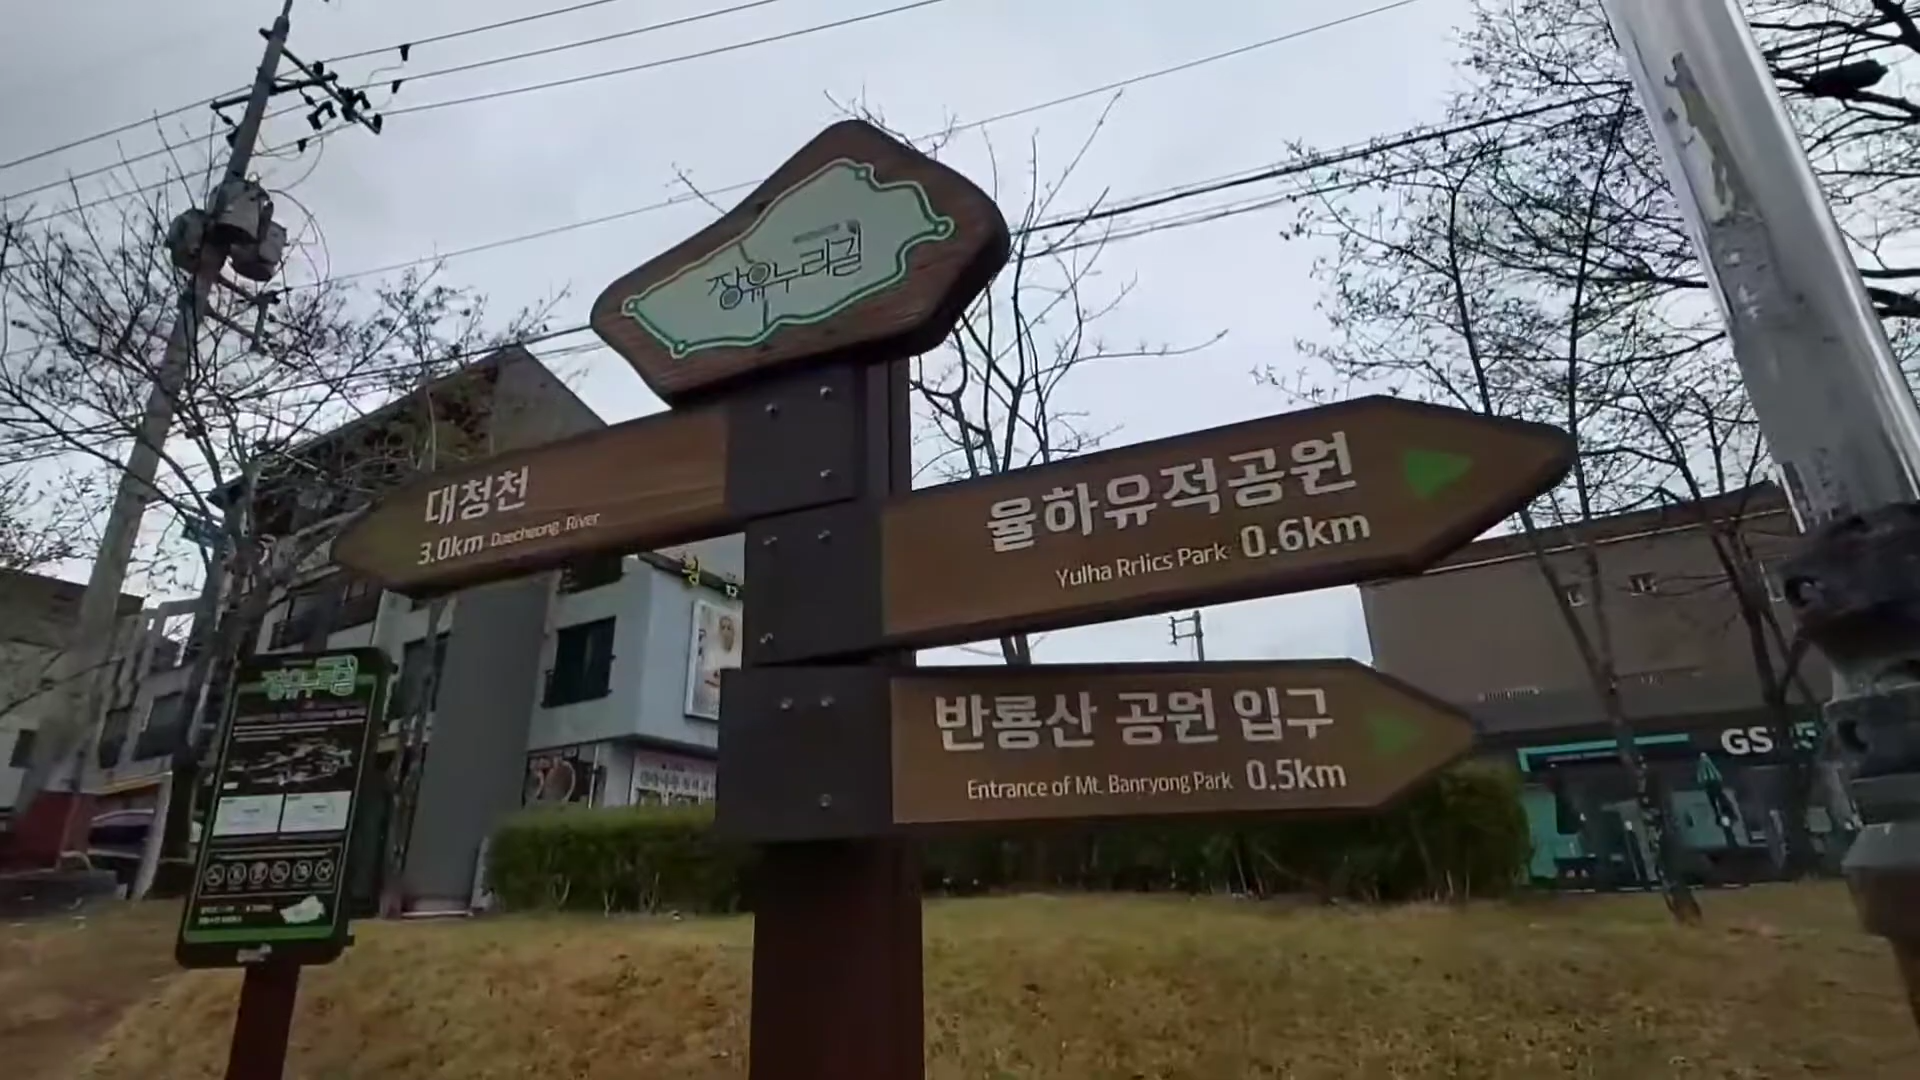 장유누리길
대청천
3.0km Daecheong River
율하유적공원
Yulha Rrlics Park 0.6km
반룡산 공원 입구
Entrance of Mt. Banryong Park 0.5km
장유누리길
GS25